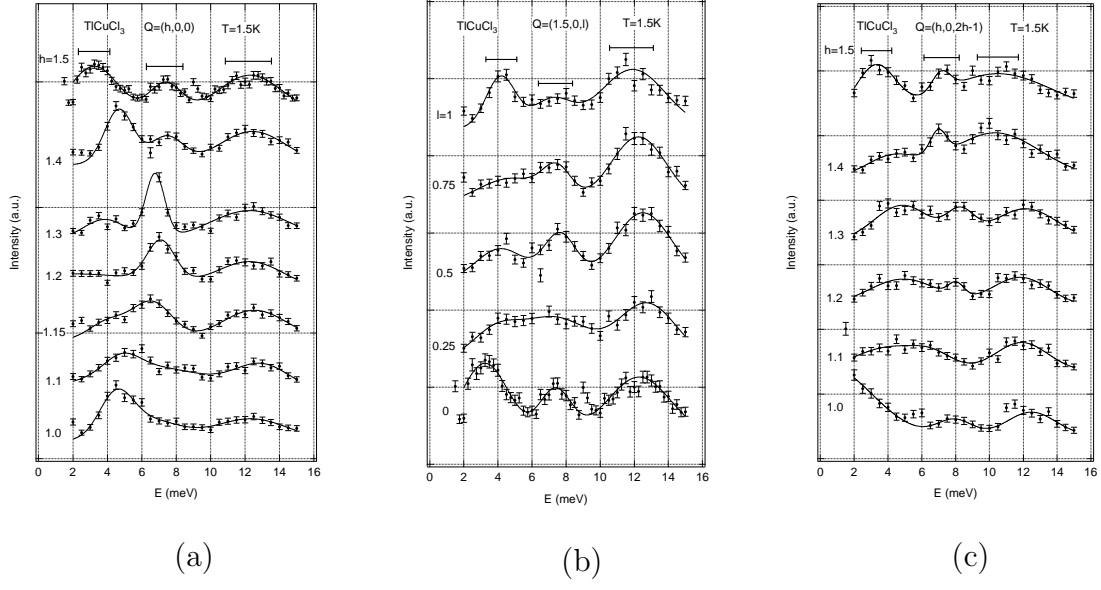 TlCuCl3 Q=(h,0,0) T=1.5K
h=1.5
1.4
1.3
1.2
1.15
1.1
1.0
Intensity (a.u.)
0 2 4 6 8 10 12 14 16
E (meV)
(a)
TlCuCl3 Q=(1.5,0,l) T=1.5K
l=1
0.75
0.5
0.25
0
Intensity (a.u.)
0 2 4 6 8 10 12 14 16
E (meV)
(b)
TlCuCl3 Q=(h,0,2h-1) T=1.5K
h=1.5
1.4
1.3
1.2
1.1
1.0
Intensity (a.u.)
0 2 4 6 8 10 12 14 16
E (meV)
(c)